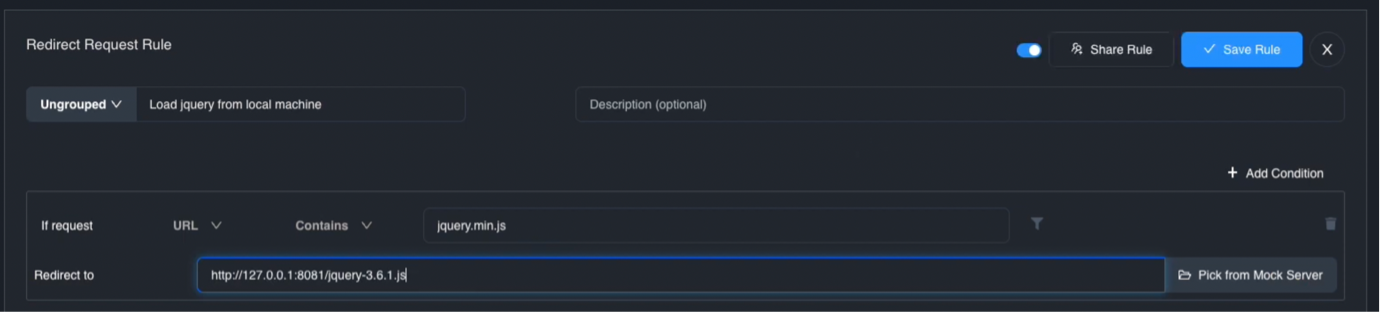 Redirect Request Rule
Share Rule
Save Rule
X
Ungrouped
Load jquery from local machine
Description (optional)
+ Add Condition
If request
URL
Contains
jquery.min.js
Redirect to
http://127.0.0.1:8081/jquery-3.6.1.js
Pick from Mock Server